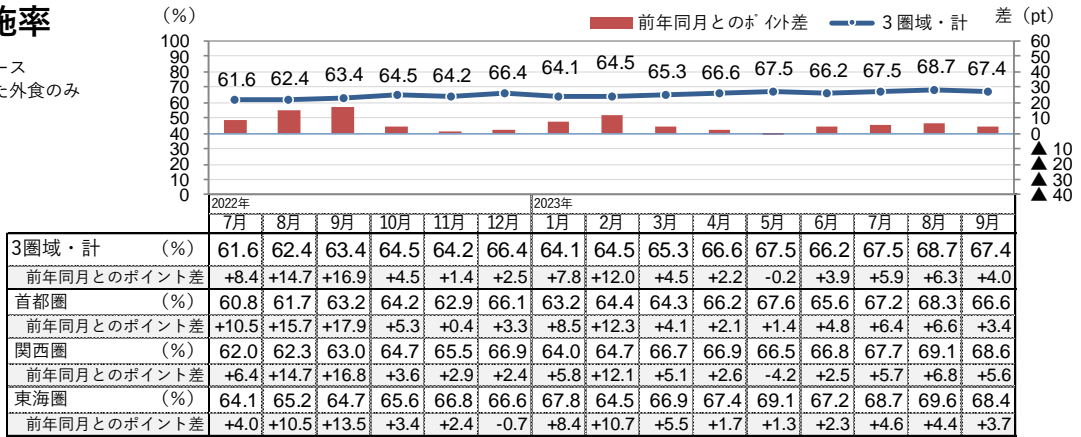 施率
(%)
前年同月とのポイント差
3圏域・計
差 (pt)
ース
た外食のみ
100
90
80
70
60
50
40
30
20
10
0
60
50
40
30
20
10
0
▲ 10
▲ 20
▲ 30
▲ 40
61.6 62.4 63.4 64.5 64.2 66.4 64.1 64.5 65.3 66.6 67.5 66.2 67.5 68.7 67.4
2022年 2023年
7月 8月 9月 10月 11月 12月 1月 2月 3月 4月 5月 6月 7月 8月 9月
3圏域・計 (%) 61.6 62.4 63.4 64.5 64.2 66.4 64.1 64.5 65.3 66.6 67.5 66.2 67.5 68.7 67.4
前年同月とのポイント差 +8.4 +14.7 +16.9 +4.5 +1.4 +2.5 +7.8 +12.0 +4.5 +2.2 -0.2 +3.9 +5.9 +6.3 +4.0
首都圏 (%) 60.8 61.7 63.2 64.2 62.9 66.1 63.2 64.4 64.3 66.2 67.6 65.6 67.2 68.3 66.6
前年同月とのポイント差 +10.5 +15.7 +17.9 +5.3 +0.4 +3.3 +8.5 +12.3 +4.1 +2.1 +1.4 +4.8 +6.4 +6.6 +3.4
関西圏 (%) 62.0 62.3 63.0 64.7 65.5 66.9 64.0 64.7 66.7 66.9 66.5 66.8 67.7 69.1 68.6
前年同月とのポイント差 +6.4 +14.7 +16.8 +3.6 +2.9 +2.4 +5.8 +12.1 +5.1 +2.6 -4.2 +2.5 +5.7 +6.8 +5.6
東海圏 (%) 64.1 65.2 64.7 65.6 66.8 66.6 67.8 64.5 66.9 67.4 69.1 67.2 68.7 69.6 68.4
前年同月とのポイント差 +4.0 +10.5 +13.5 +3.4 +2.4 -0.7 +8.4 +10.7 +5.5 +1.7 +1.3 +2.3 +4.6 +4.4 +3.7